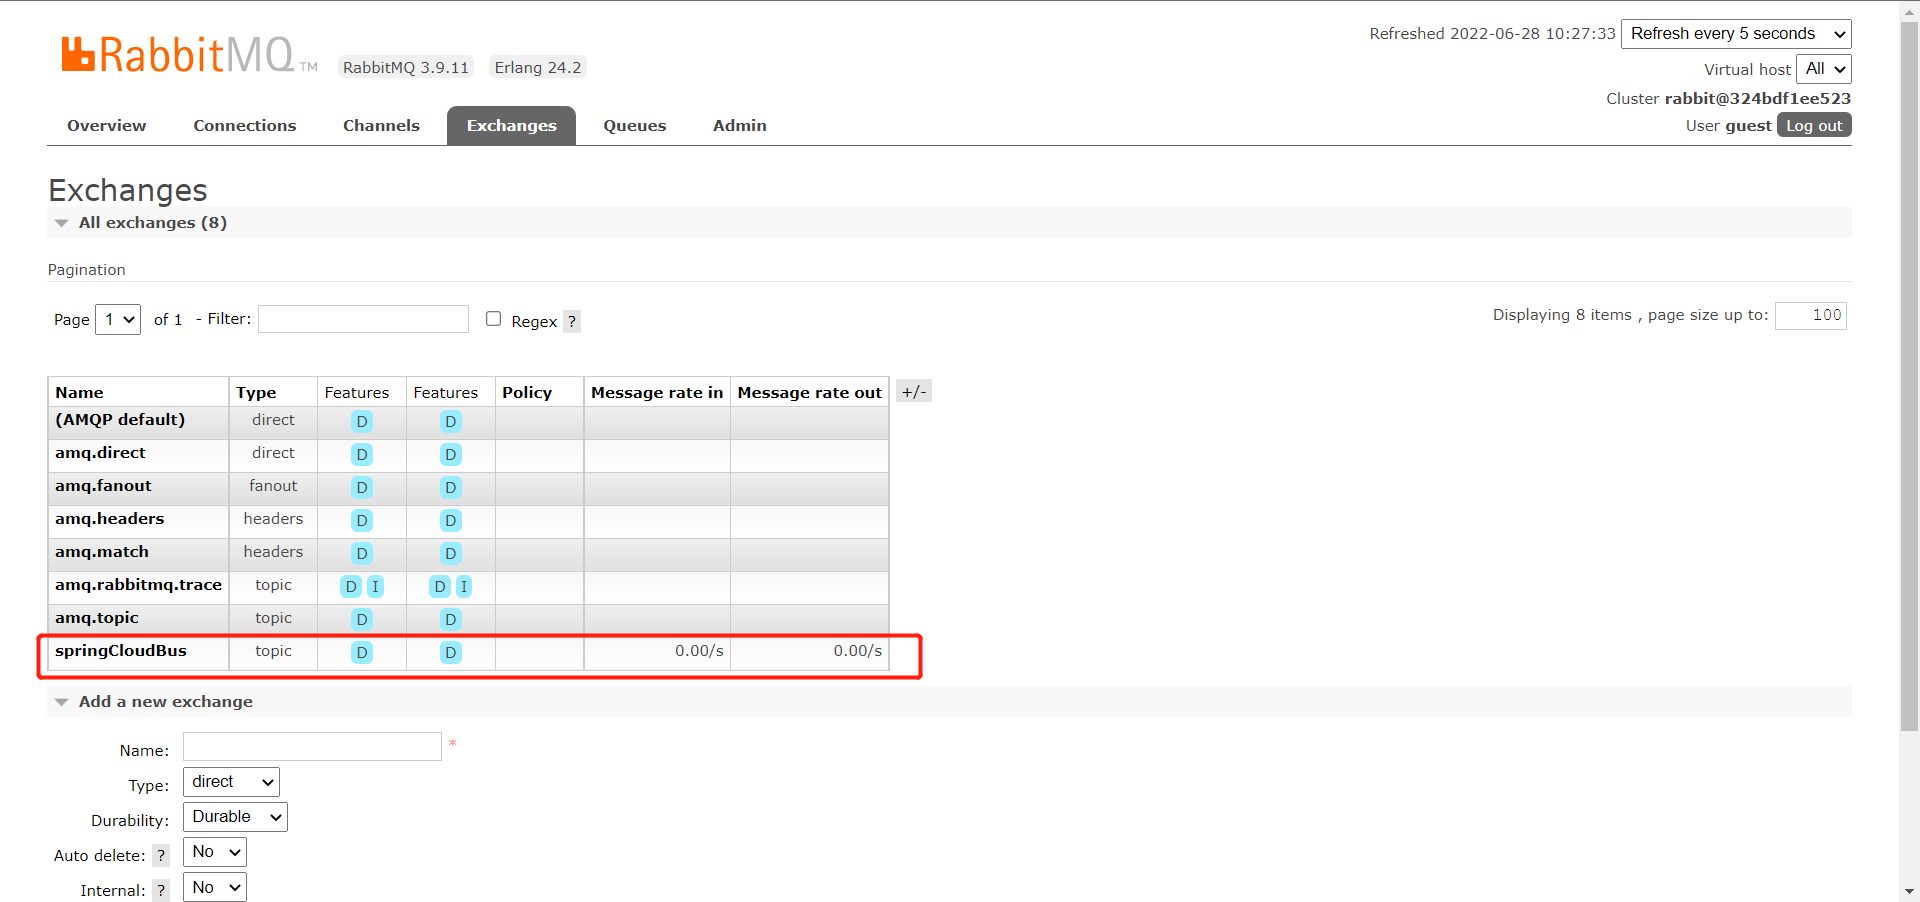 Refreshed 2022-06-28 10:27:33 Refresh every 5 seconds
RabbitMQ TM RabbitMQ 3.9.11 Erlang 24.2
Virtual host All
Cluster rabbit@324bdf1ee523
User guest Log out
Overview Connections Channels Exchanges Queues Admin
Exchanges
All exchanges (8)
Pagination
Page 1 of 1 - Filter: Regex ? Displaying 8 items , page size up to: 100
Name Type Features Features Policy Message rate in Message rate out +/-
(AMQP default) direct D D
amq.direct direct D D
amq.fanout fanout D D
amq.headers headers D D
amq.match headers D D
amq.rabbitmq.trace topic D I D I
amq.topic topic D D
springCloudBus topic D D 0.00/s 0.00/s
Add a new exchange
Name: *
Type: direct
Durability: Durable
Auto delete: ? No
Internal: ? No